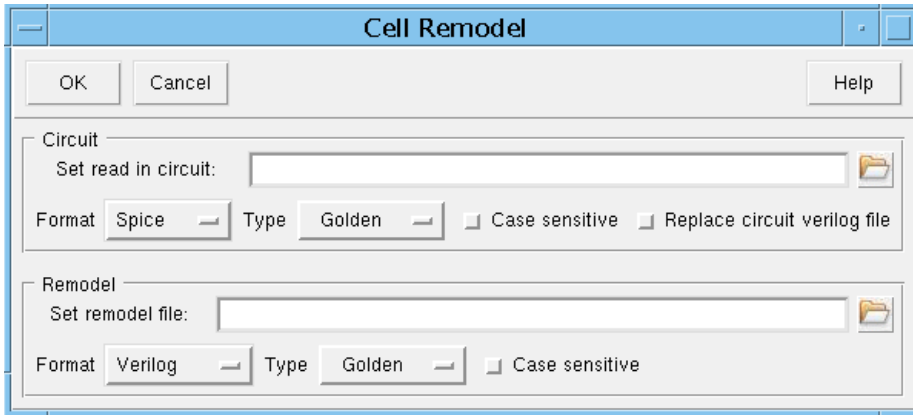 Cell Remodel
OK Cancel Help
Circuit
Set read in circuit:
Format Spice Type Golden Case sensitive Replace circuit verilog file
Remodel
Set remodel file:
Format Verilog Type Golden Case sensitive